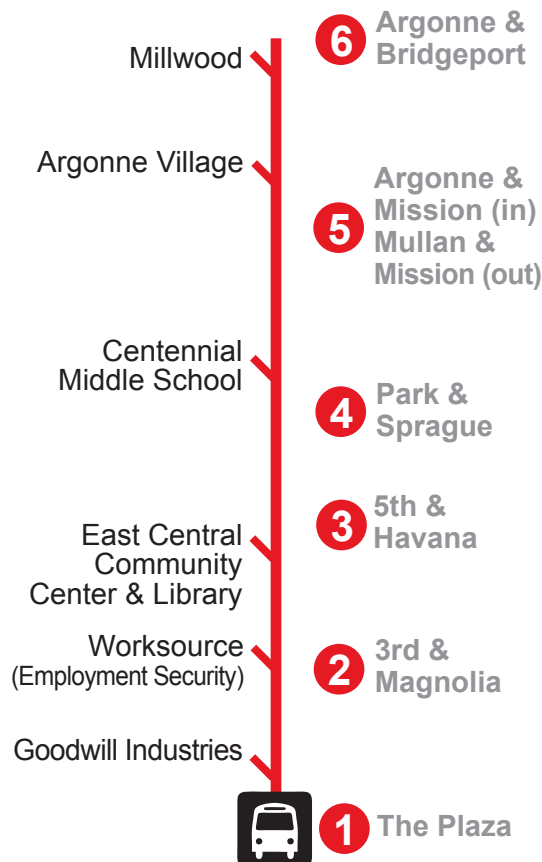 6
Argonne &
Bridgeport
Millwood
Argonne Village
5
Argonne &
Mission (in)
Mullan &
Mission (out)
Centennial
Middle School
4
Park &
Sprague
3
5th &
Havana
East Central
Community
Center & Library
Worksource
(Employment Security)
2
3rd &
Magnolia
Goodwill Industries
1
The Plaza